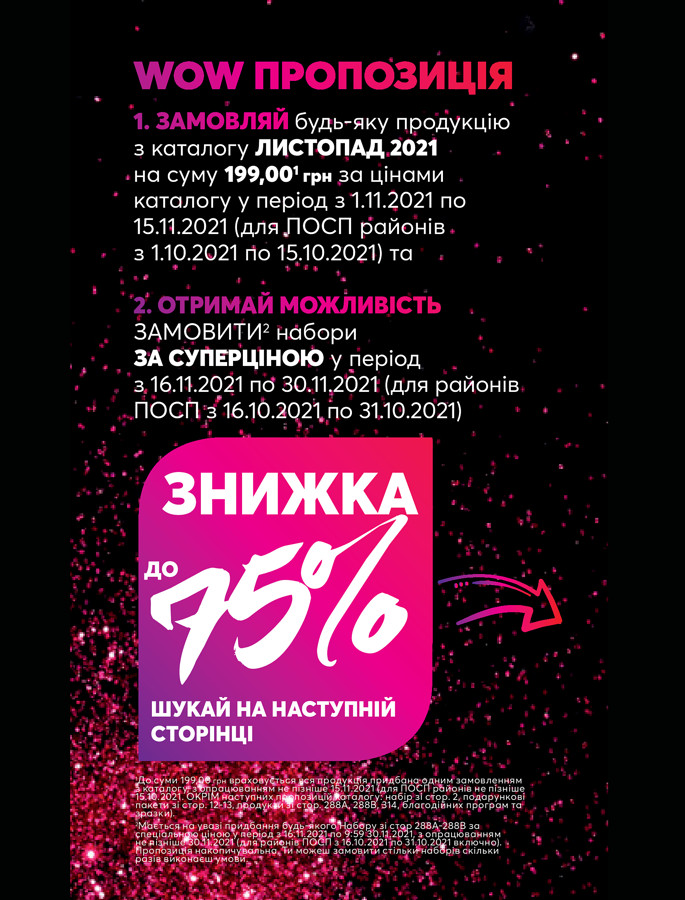 WOW ПРОПОЗИЦІЯ
1. ЗАМОВЛЯЙ будь-яку продукцію
з каталогу ЛИСТОПАД 2021
на суму 199,00¹ грн за цінами
каталогу у період з 1.11.2021 по
15.11.2021 (для ПОСП районів
з 1.10.2021 по 15.10.2021) та
2. ОТРИМАЙ МОЖЛИВІСТЬ
ЗАМОВИТИ² набори
ЗА СУПЕРЦІНОЮ у період
з 16.11.2021 по 30.11.2021 (для районів
ПОСП з 16.10.2021 по 31.10.2021)
ЗНИЖКА
ДО
75%
ШУКАЙ НА НАСТУПНІЙ
СТОРІНЦІ
¹До суми 199,00 грн враховується вся продукція придбана одним замовленням
з каталогу, з опрацюванням не пізніше 15.11.2021 (для ПОСП районів не пізніше
15.10.2021. ОКРІМ наступних пропозицій каталогу: набір зі стор. 2, подарункові
пакети зі стор. 12-13, продукція зі стор. 288А, 288В, 314, благодійних програм та
зразки).
²Мається на увазі придбання будь-якого Набору зі стор 288А-288В за
спеціальною ціною у період з 16.11.2021 по 9:59 30.11.2021, з опрацюванням
не пізніше 30.11.2021 (для районів ПОСП з 16.10.2021 по 31.10.2021 включно).
Пропозиція накопичувальна. Ти можеш замовити стільки наборів скільки
разів виконаєш умови.